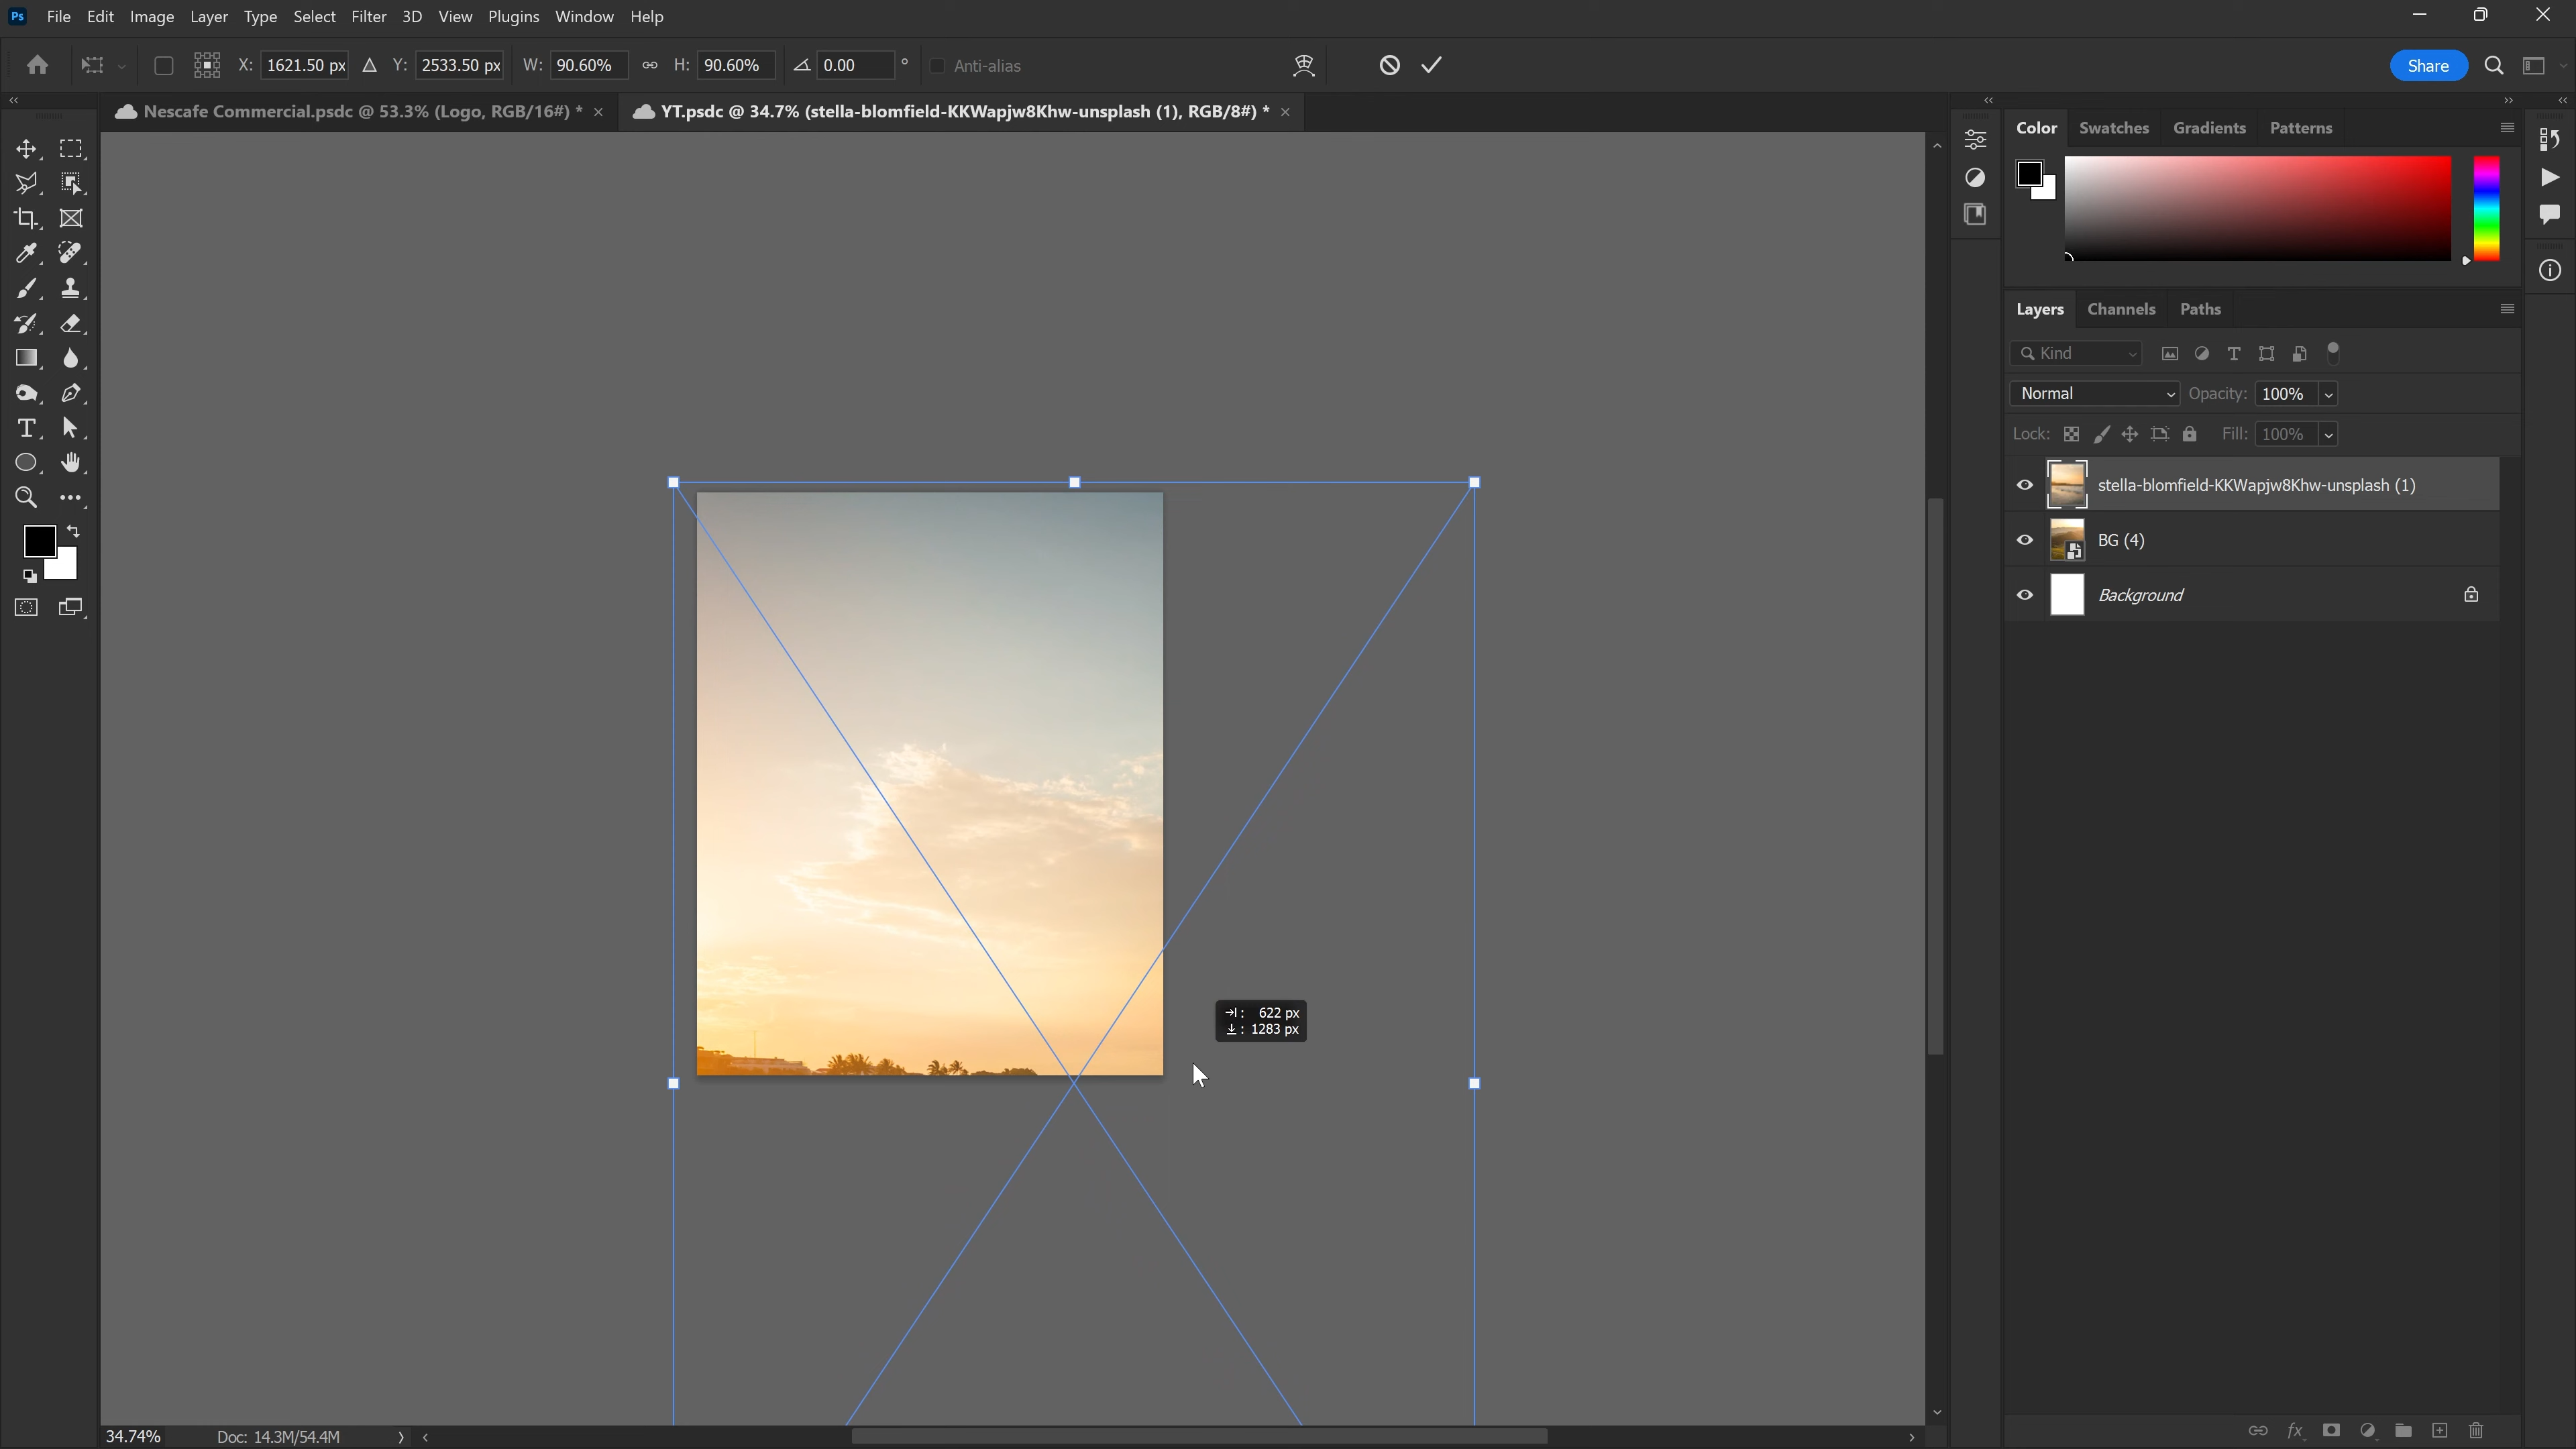 Ps File Edit Image Layer Type Select Filter 3D View Plugins Window Help
X: 1621.50 px Y: 2533.50 px W: 90.60% H: 90.60% 0.00 ° Anti-alias Share
Nescafe Commercial.psdc @ 53.3% (Logo, RGB/16#) * × YT.psdc @ 34.7% (stella-blomfield-KKWapjw8Khw-unsplash (1), RGB/8#) * ×
Color Swatches Gradients Patterns
Layers Channels Paths
Kind
Normal Opacity: 100%
Lock: Fill: 100%
stella-blomfield-KKWapjw8Khw-unsplash (1)
BG (4)
Background
: 622 px
: 1283 px
34.74% Doc: 14.3M/54.4M